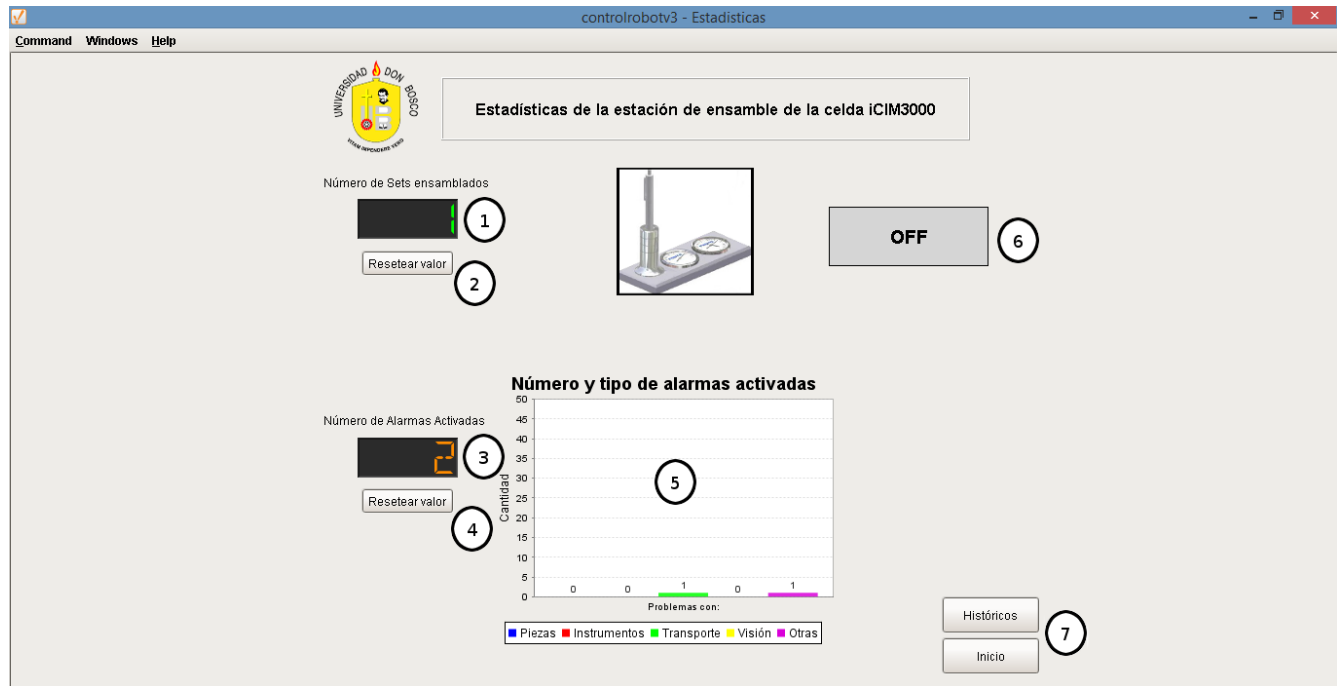 controlrobotv3 - Estadisticas
Command Windows Help
UNIVERSIDAD DON BOSCO
Estadísticas de la estación de ensamble de la celda iCIM3000
Número de Sets ensamblados
1
1
Resetear valor
2
OFF
6
Número y tipo de alarmas activadas
Número de Alarmas Activadas
2
3
Resetear valor
4
Cantidad
50
45
40
35
30
25
20
15
10
5
0
5
0 0 1 0 1
Problemas con:
Piezas Instrumentos Transporte Visión Otras
Históricos
Inicio
7